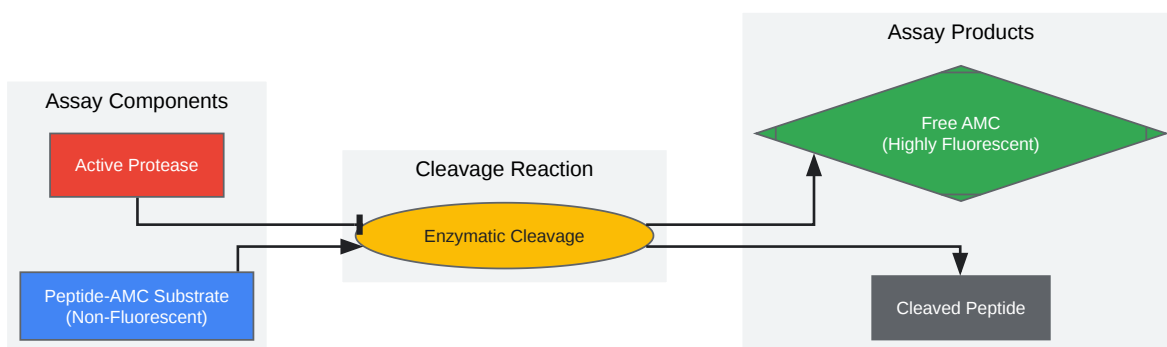 Assay Components
Active Protease
Peptide-AMC Substrate
(Non-Fluorescent)
Cleavage Reaction
Enzymatic Cleavage
Assay Products
Free AMC
(Highly Fluorescent)
Cleaved Peptide